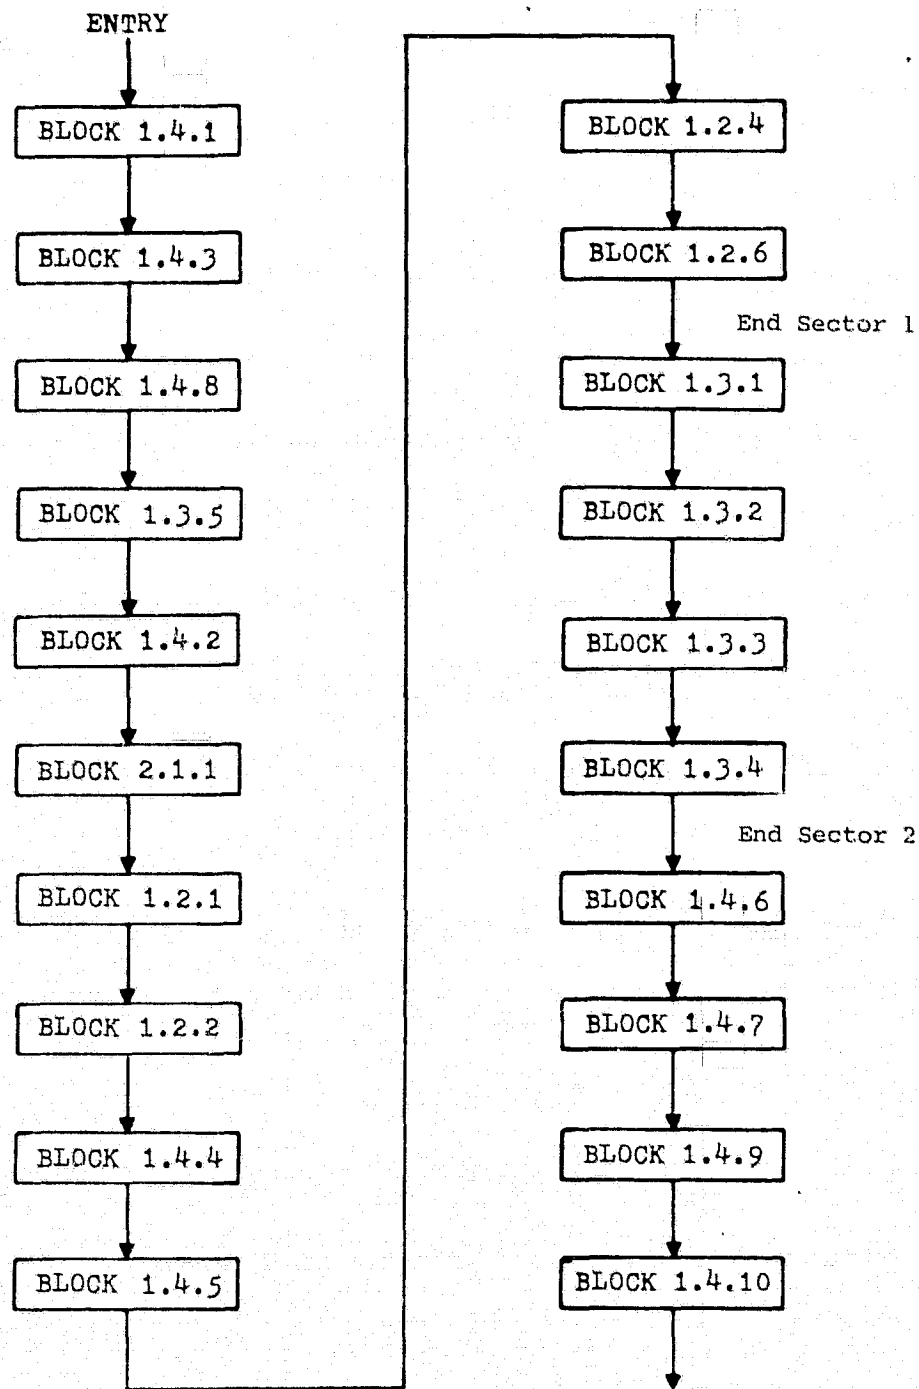 ENTRY
BLOCK 1.4.1
BLOCK 1.4.3
BLOCK 1.4.8
BLOCK 1.3.5
BLOCK 1.4.2
BLOCK 2.1.1
BLOCK 1.2.1
BLOCK 1.2.2
BLOCK 1.4.4
BLOCK 1.4.5
BLOCK 1.2.4
BLOCK 1.2.6
End Sector 1
BLOCK 1.3.1
BLOCK 1.3.2
BLOCK 1.3.3
BLOCK 1.3.4
End Sector 2
BLOCK 1.4.6
BLOCK 1.4.7
BLOCK 1.4.9
BLOCK 1.4.10